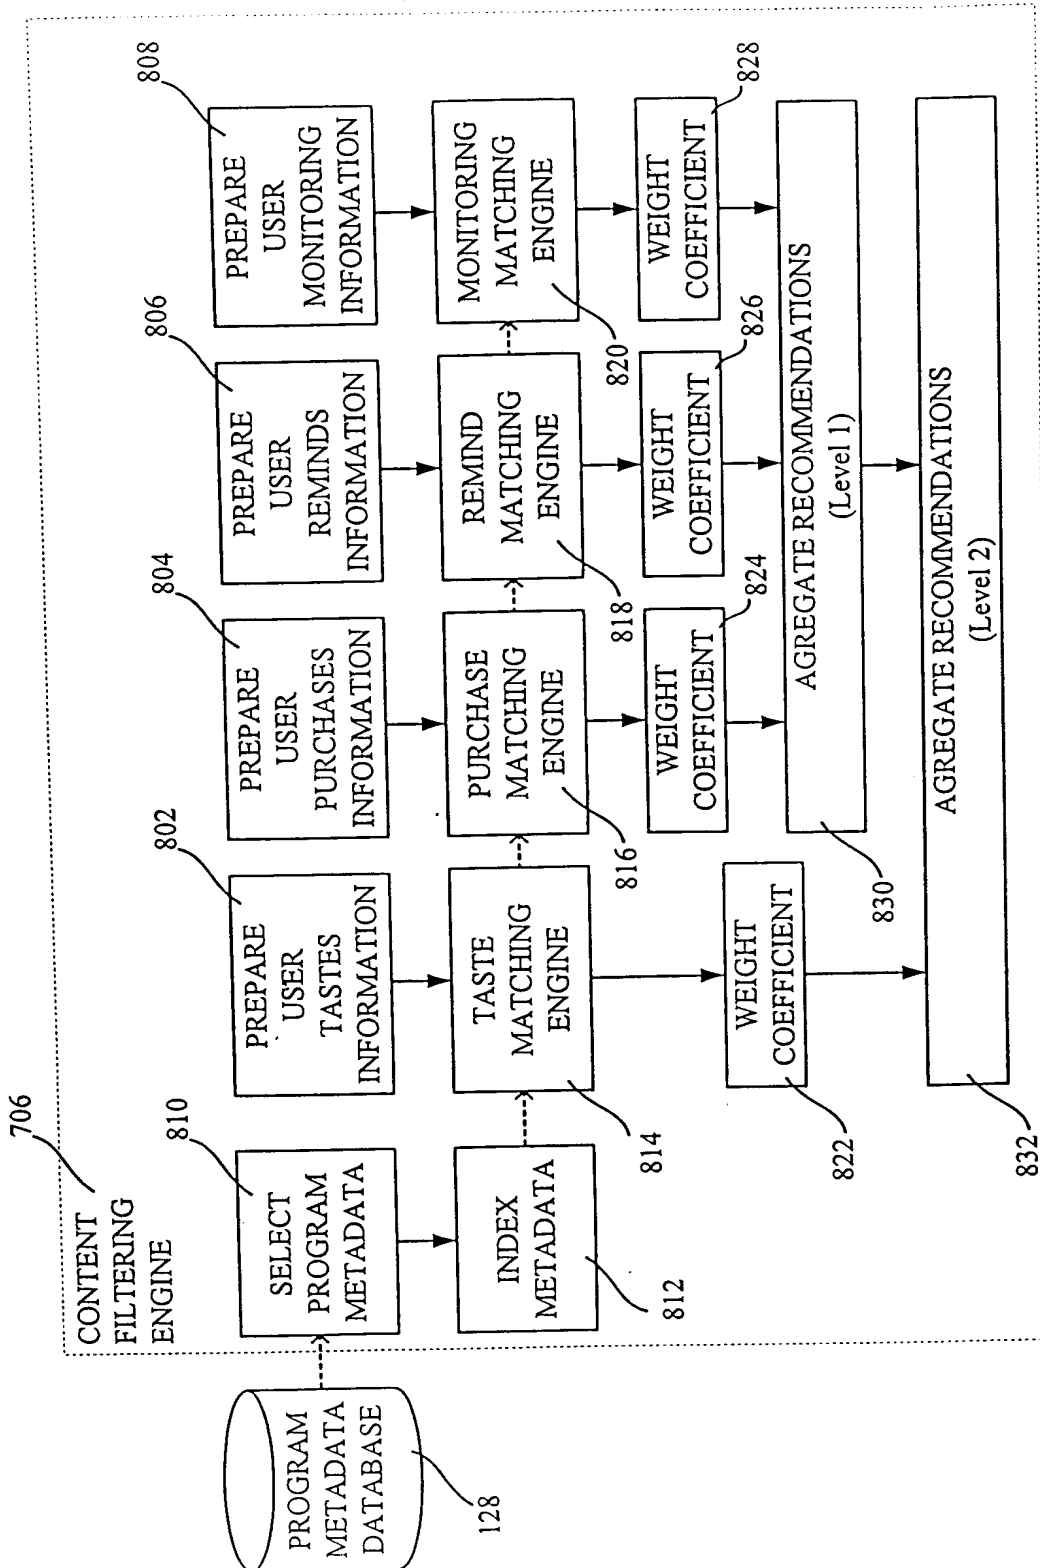 706
CONTENT
FILTERING
ENGINE
PROGRAM
METADATA
DATABASE
128
810
SELECT
PROGRAM
METADATA
802
PREPARE
USER
TASTES
INFORMATION
804
PREPARE
USER
PURCHASES
INFORMATION
806
PREPARE
USER
REMINDS
INFORMATION
808
PREPARE
USER
MONITORING
INFORMATION
INDEX
METADATA
812
TASTE
MATCHING
ENGINE
814
PURCHASE
MATCHING
ENGINE
816
REMIND
MATCHING
ENGINE
818
MONITORING
MATCHING
ENGINE
820
WEIGHT
COEFFICIENT
822
WEIGHT
COEFFICIENT
824
WEIGHT
COEFFICIENT
826
WEIGHT
COEFFICIENT
828
AGREGATE RECOMMENDATIONS
(Level 1)
830
AGREGATE RECOMMENDATIONS
(Level 2)
832